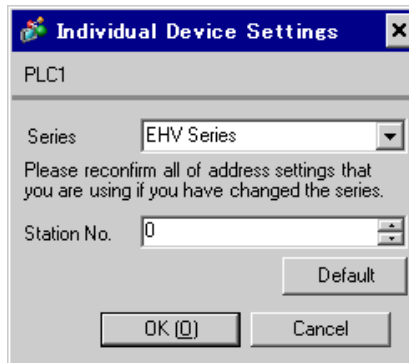 Individual Device Settings
PLC1
Series EHV Series
Please reconfirm all of address settings that
you are using if you have changed the series.
Station No. 0
Default
OK (O) Cancel